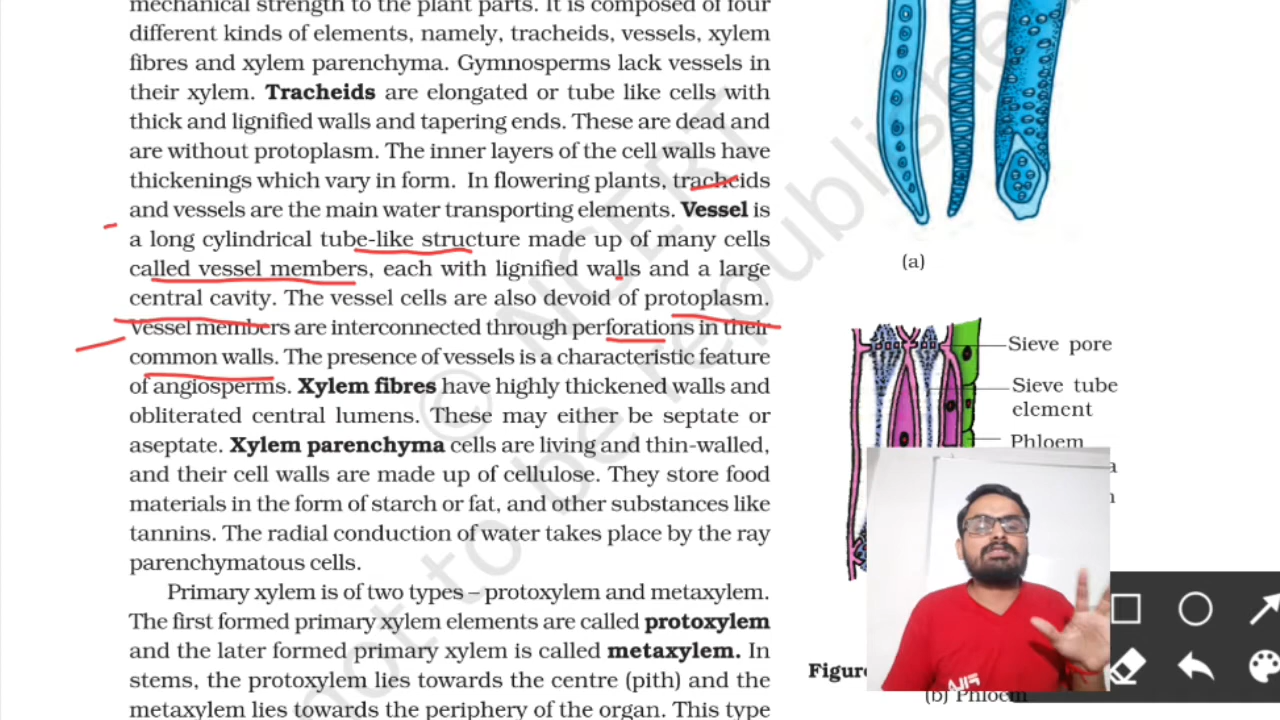 mechanical strength to the plant parts. It is composed of four
different kinds of elements, namely, tracheids, vessels, xylem
fibres and xylem parenchyma. Gymnosperms lack vessels in
their xylem. Tracheids are elongated or tube like cells with
thick and lignified walls and tapering ends. These are dead and
are without protoplasm. The inner layers of the cell walls have
thickenings which vary in form. In flowering plants, tracheids
and vessels are the main water transporting elements. Vessel is
a long cylindrical tube-like structure made up of many cells
called vessel members, each with lignified walls and a large
central cavity. The vessel cells are also devoid of protoplasm.
Vessel members are interconnected through perforations in their
common walls. The presence of vessels is a characteristic feature
of angiosperms. Xylem fibres have highly thickened walls and
obliterated central lumens. These may either be septate or
aseptate. Xylem parenchyma cells are living and thin-walled,
and their cell walls are made up of cellulose. They store food
materials in the form of starch or fat, and other substances like
tannins. The radial conduction of water takes place by the ray
parenchymatous cells.
Primary xylem is of two types – protoxylem and metaxylem.
The first formed primary xylem elements are called protoxylem
and the later formed primary xylem is called metaxylem. In
stems, the protoxylem lies towards the centre (pith) and the
metaxylem lies towards the periphery of the organ. This type
(a)
Sieve pore
Sieve tube
element
Phloem
(b) Phloem
© NCERT
not to be republishe